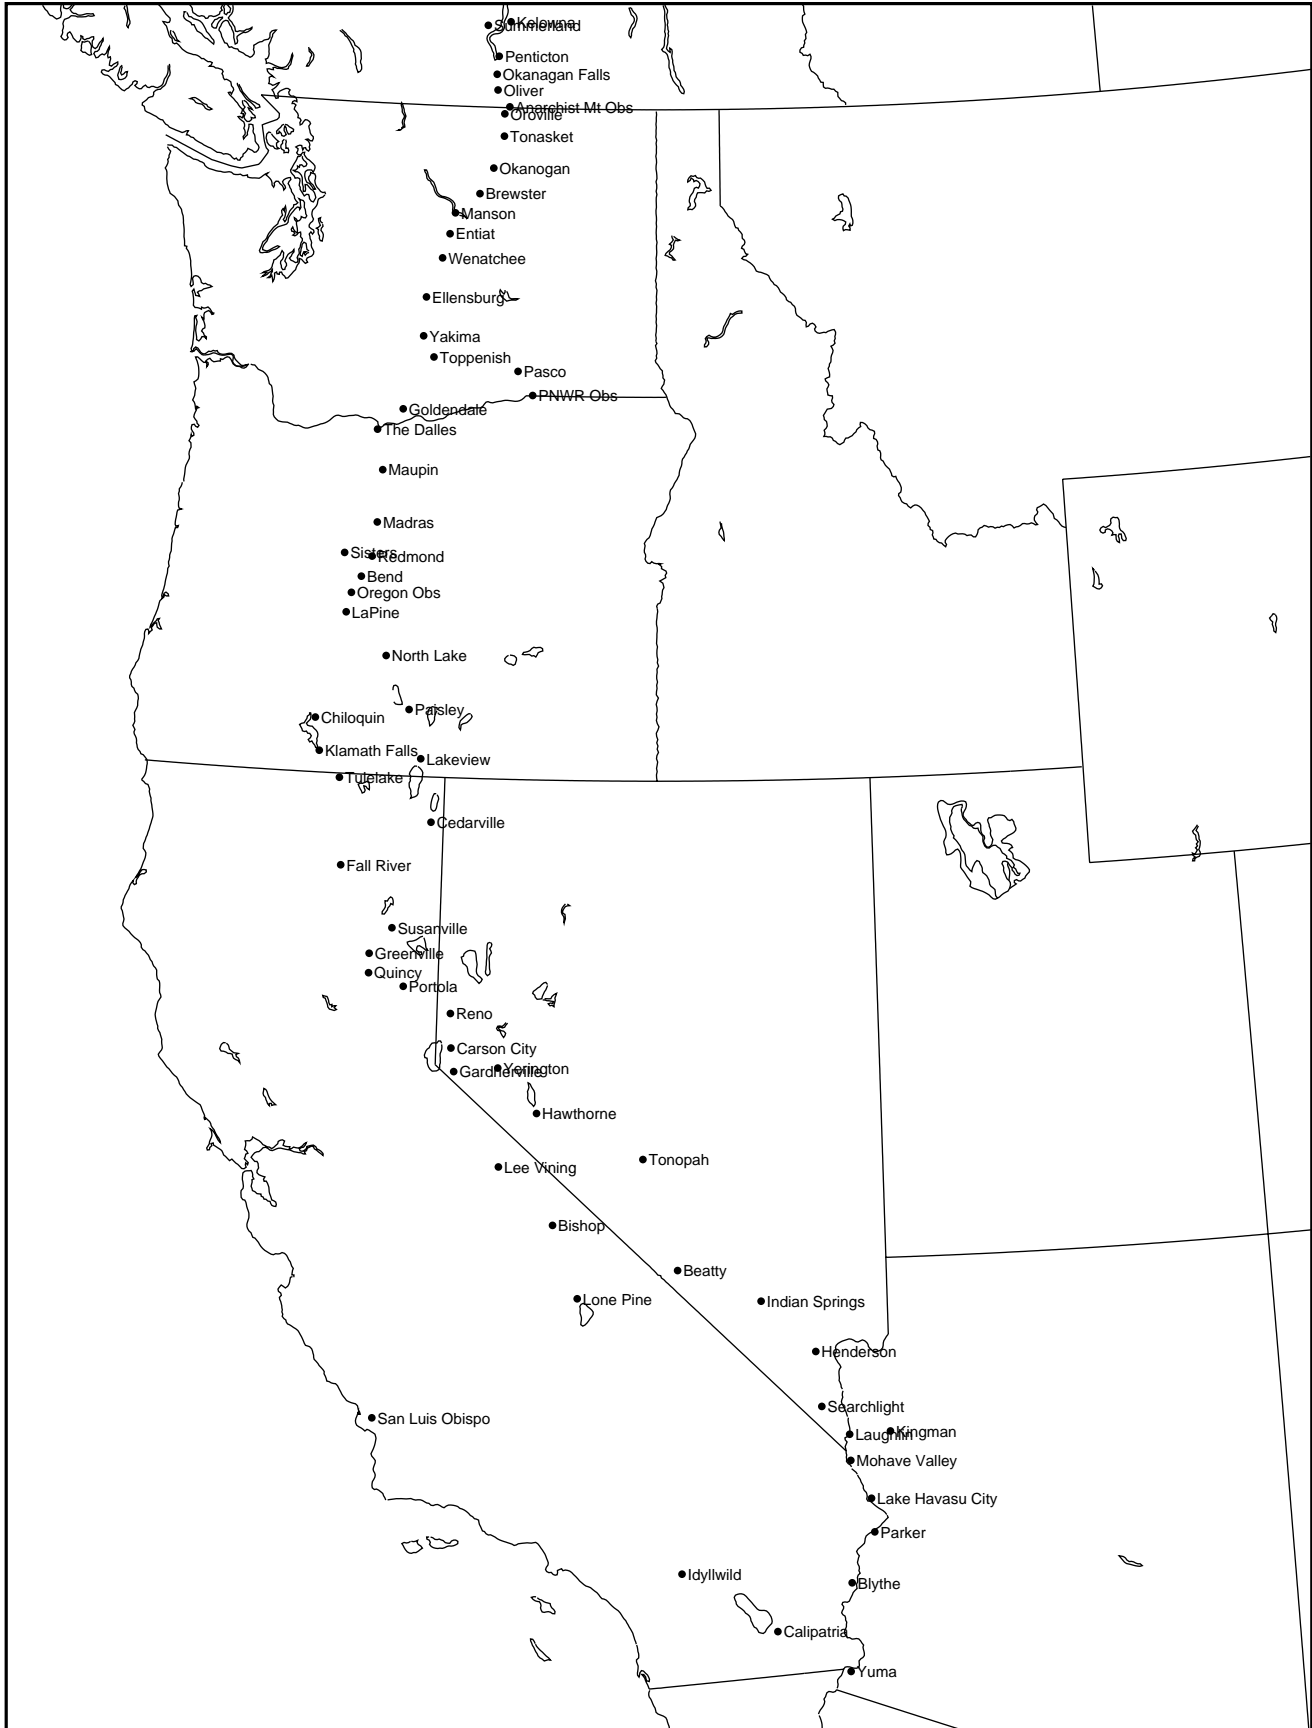 Kelowna
Summerland
Penticton
Okanagan Falls
Oliver
Anarchist Mt Obs
Oroville
Tonasket
Okanogan
Brewster
Manson
Entiat
Wenatchee
Ellensburg
Yakima
Toppenish
Pasco
PNWR Obs
Goldendale
The Dalles
Maupin
Madras
Sisters
Redmond
Bend
Oregon Obs
LaPine
North Lake
Paisley
Chiloquin
Klamath Falls
Lakeview
Tulelake
Cedarville
Fall River
Susanville
Greenville
Quincy
Portola
Reno
Carson City
Yerington
Gardnerville
Hawthorne
Tonopah
Lee Vining
Bishop
Beatty
Lone Pine
Indian Springs
Henderson
Searchlight
San Luis Obispo
Kingman
Laughlin
Mohave Valley
Lake Havasu City
Parker
Idyllwild
Blythe
Calipatria
Yuma